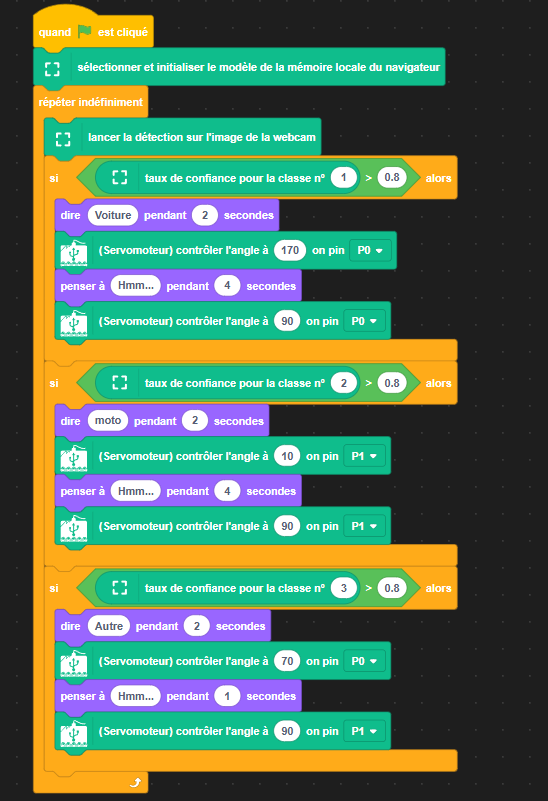 quand est cliqué
sélectionner et initialiser le modèle de la mémoire locale du navigateur
répéter indéfiniment
lancer la détection sur l'image de la webcam
si taux de confiance pour la classe n° 1 > 0.8 alors
dire Voiture pendant 2 secondes
(Servomoteur) contrôler l'angle à 170 on pin P0
penser à Hmm... pendant 4 secondes
(Servomoteur) contrôler l'angle à 90 on pin P0
si taux de confiance pour la classe n° 2 > 0.8 alors
dire moto pendant 2 secondes
(Servomoteur) contrôler l'angle à 10 on pin P1
penser à Hmm... pendant 4 secondes
(Servomoteur) contrôler l'angle à 90 on pin P1
si taux de confiance pour la classe n° 3 > 0.8 alors
dire Autre pendant 2 secondes
(Servomoteur) contrôler l'angle à 70 on pin P0
penser à Hmm... pendant 1 secondes
(Servomoteur) contrôler l'angle à 90 on pin P1